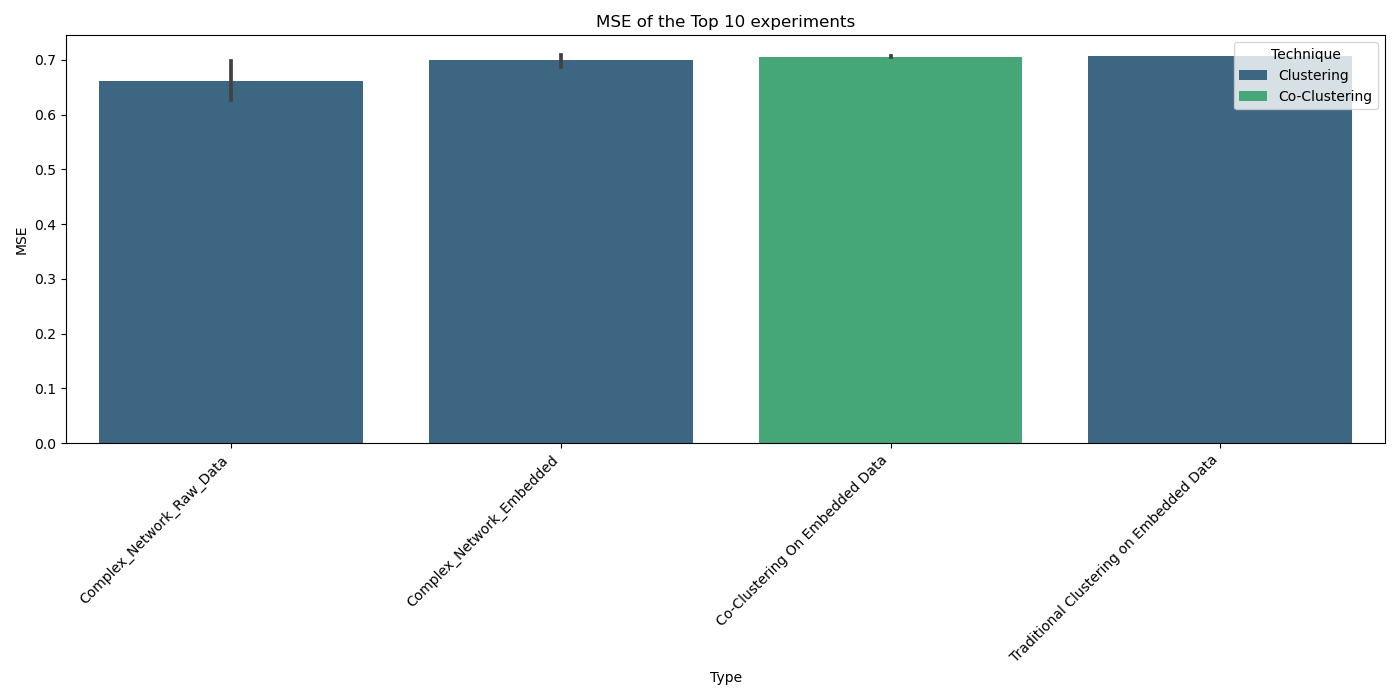 MSE of the Top 10 experiments
Technique
Clustering
Co-Clustering
0.7
0.6
0.5
0.4
0.3
0.2
0.1
0.0
MSE
Complex_Network_Raw_Data
Complex_Network_Embedded
Co-Clustering On Embedded Data
Traditional Clustering on Embedded Data
Type